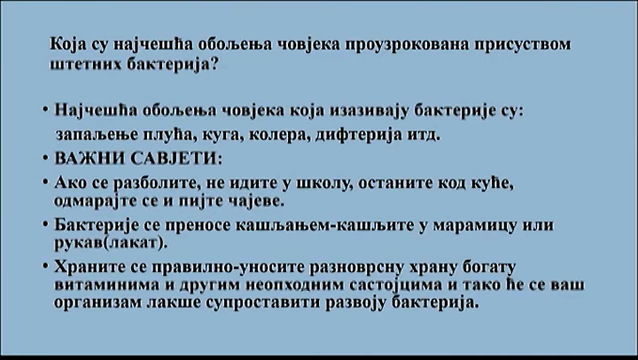 Која су најчешћа обољења човјека проузрокована присуством
штетних бактерија?
• Најчешћа обољења човјека која изазивају бактерије су:
запаљење плућа, куга, колера, дифтерија итд.
• ВАЖНИ САВЈЕТИ:
• Ако се разболите, не идите у школу, останите код куће,
одмарајте се и пијте чајеве.
• Бактерије се преносе кашљањем-кашљите у марамицу или
рукав(лакат).
• Храните се правилно-уносите разноврсну храну богату
витаминима и другим неопходним састојцима и тако ће се ваш
организам лакше супроставити развоју бактерија.